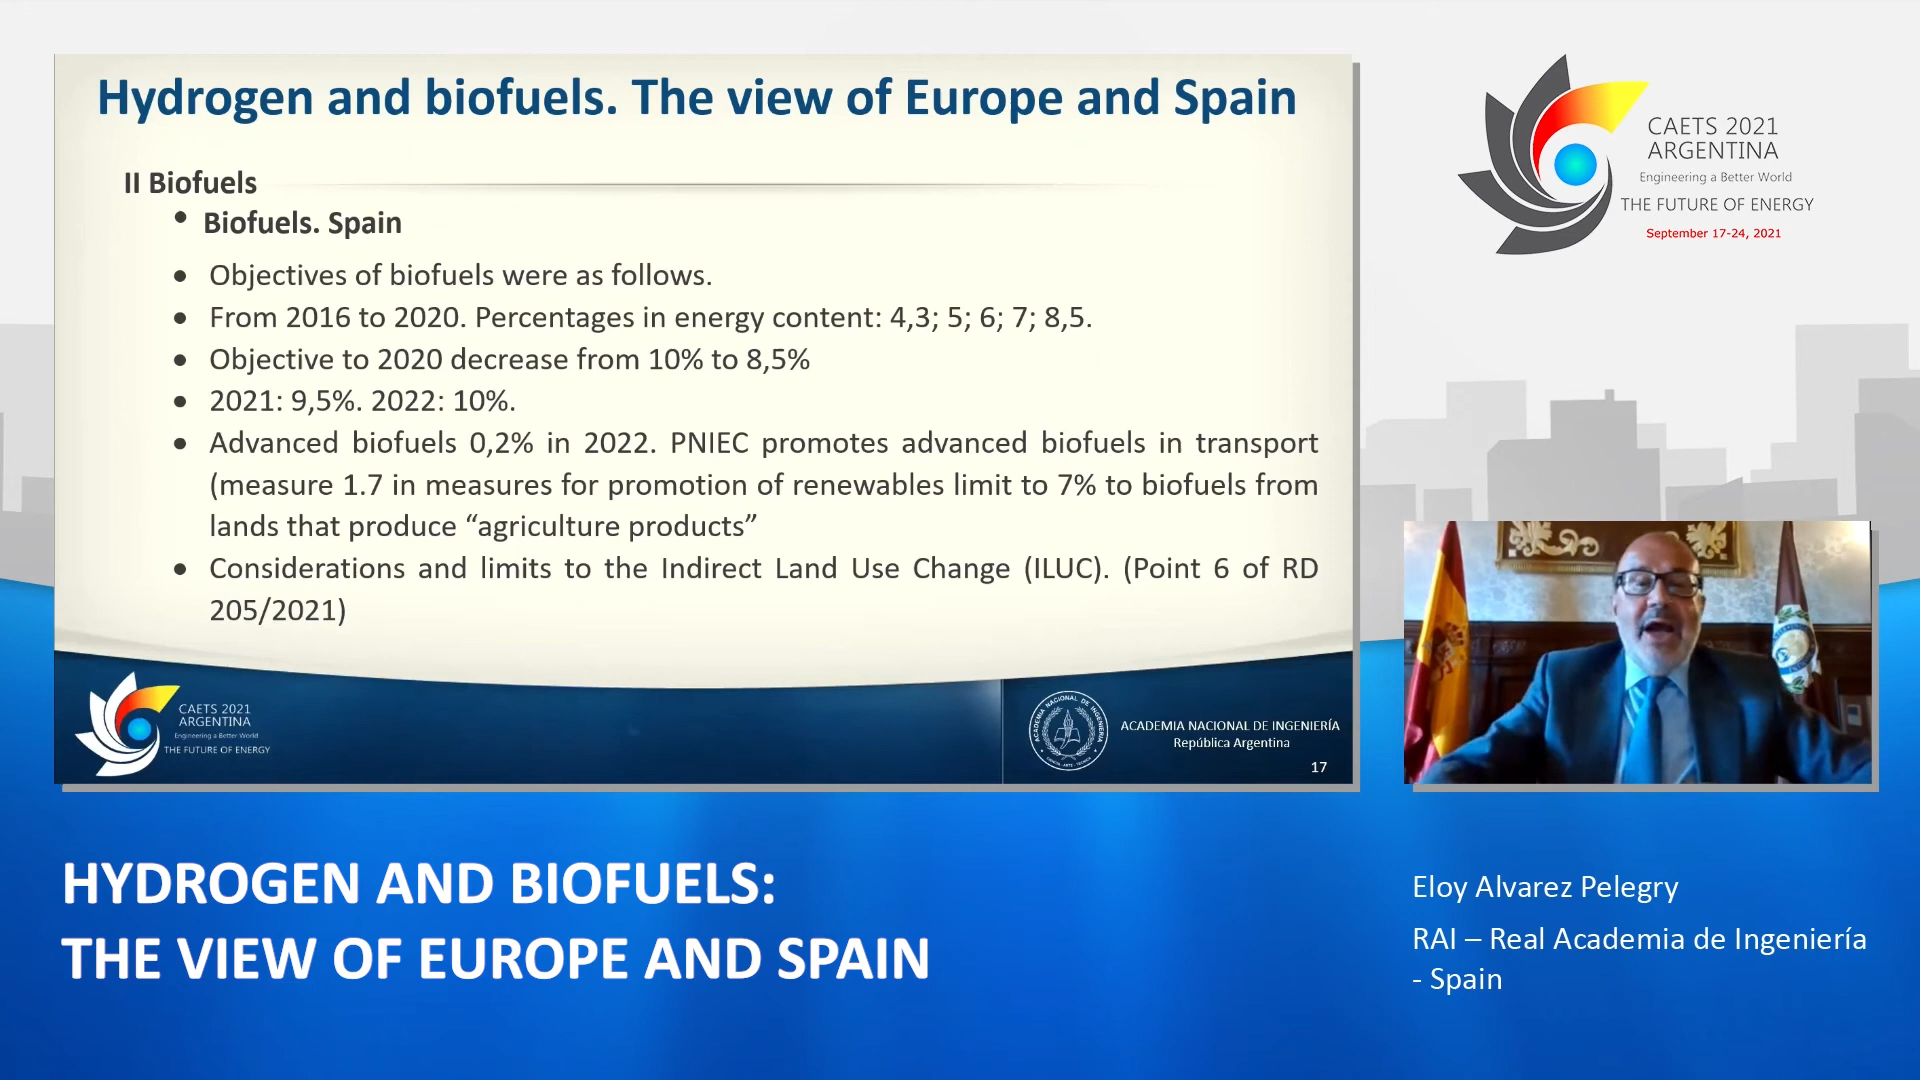 Hydrogen and biofuels. The view of Europe and Spain
II Biofuels
• Biofuels. Spain
• Objectives of biofuels were as follows.
• From 2016 to 2020. Percentages in energy content: 4,3; 5; 6; 7; 8,5.
• Objective to 2020 decrease from 10% to 8,5%
• 2021: 9,5%. 2022: 10%.
• Advanced biofuels 0,2% in 2022. PNIEC promotes advanced biofuels in transport
(measure 1.7 in measures for promotion of renewables limit to 7% to biofuels from
lands that produce “agriculture products”
• Considerations and limits to the Indirect Land Use Change (ILUC). (Point 6 of RD
205/2021)
CAETS 2021
ARGENTINA
Engineering a Better World
THE FUTURE OF ENERGY
ACADEMIA NACIONAL DE INGENIERÍA
ACADEMIA NACIONAL DE INGENIERÍA
República Argentina
17
CAETS 2021
ARGENTINA
Engineering a Better World
THE FUTURE OF ENERGY
September 17-24, 2021
HYDROGEN AND BIOFUELS:
THE VIEW OF EUROPE AND SPAIN
Eloy Alvarez Pelegry
RAI – Real Academia de Ingeniería
- Spain